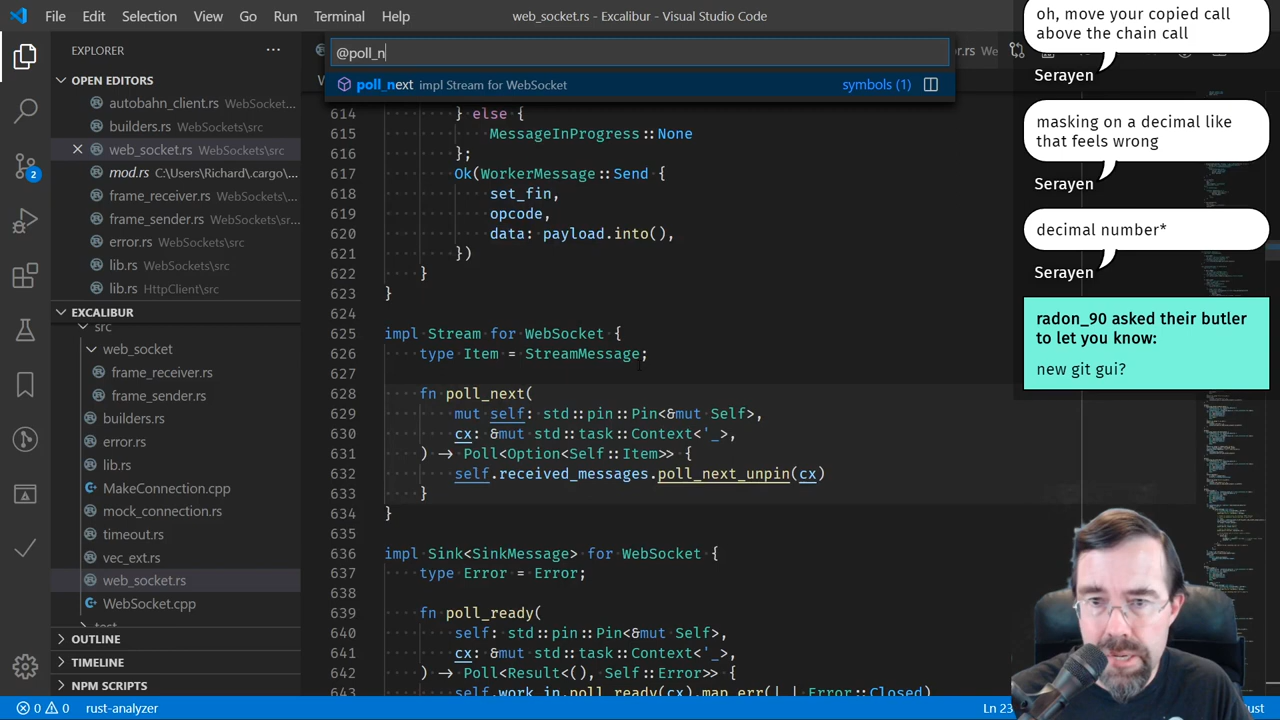 File Edit Selection View Go Run Terminal Help
web_socket.rs - Excalibur - Visual Studio Code
EXPLORER
OPEN EDITORS
autobahn_client.rs WebSocket...
builders.rs WebSockets\src
web_socket.rs WebSockets\src
mod.rs C:\Users\Richard\.cargo\...
frame_receiver.rs WebSockets\...
frame_sender.rs WebSockets\s...
error.rs WebSockets\src
lib.rs WebSockets\src
lib.rs HttpClient\src
EXCALIBUR
src
web_socket
frame_receiver.rs
frame_sender.rs
builders.rs
error.rs
lib.rs
MakeConnection.cpp
mock_connection.rs
timeout.rs
vec_ext.rs
web_socket.rs
WebSocket.cpp
OUTLINE
TIMELINE
NPM SCRIPTS
2
@poll_n
poll_next impl Stream for WebSocket symbols (1)
614 } else {
615 MessageInProgress::None
616 };
617 Ok(WorkerMessage::Send {
618 set_fin,
619 opcode,
620 data: payload.into(),
621 })
622 }
623 }
624
625 impl Stream for WebSocket {
626 type Item = StreamMessage;
627
628 fn poll_next(
629 mut self: std::pin::Pin<&mut Self>,
630 cx: &mut std::task::Context<'_>,
631 ) -> Poll<Option<Self::Item>> {
632 self.received_messages.poll_next_unpin(cx)
633 }
634 }
635
636 impl Sink<SinkMessage> for WebSocket {
637 type Error = Error;
638
639 fn poll_ready(
640 self: std::pin::Pin<&mut Self>,
641 cx: &mut std::task::Context<'_>,
642 ) -> Poll<Result<(), Self::Error>> {
643 self.work_in.poll_ready(cx).map_err(|_| Error::Closed)
oh, move your copied call
above the chain call
Serayen
masking on a decimal like
that feels wrong
Serayen
decimal number*
Serayen
radon_90 asked their butler
to let you know:
new git gui?
0 0 rust-analyzer